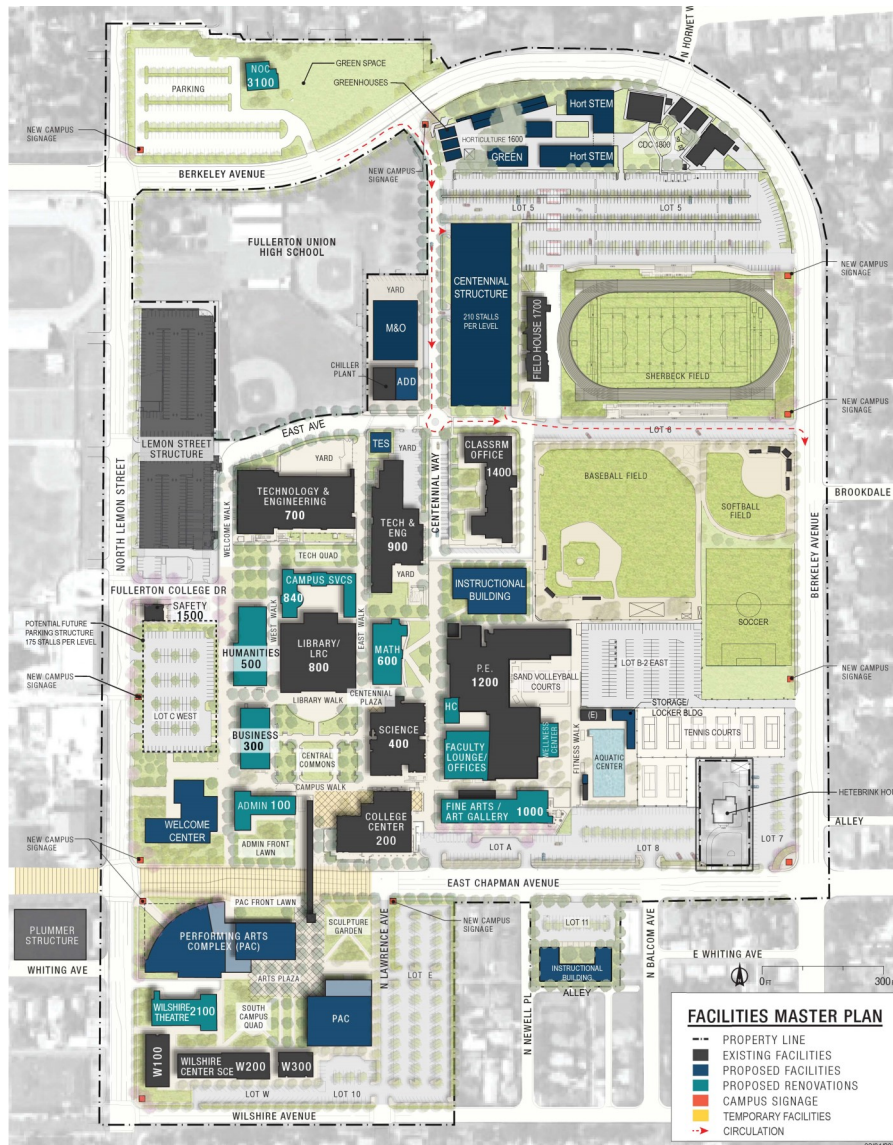 N HORNET W
NOC
3100
GREEN SPACE
GREENHOUSES
PARKING
Hort STEM
HORTICULTURE 1600
CDC 1800
GREEN
Hort STEM
NEW CAMPUS
SIGNAGE
BERKELEY AVENUE
NEW CAMPUS
SIGNAGE
LOT 5
LOT 5
FULLERTON UNION
HIGH SCHOOL
CENTENNIAL
STRUCTURE
210 STALLS
PER LEVEL
NEW CAMPUS
SIGNAGE
YARD
M&O
CHILLER
PLANT
ADD
FIELD HOUSE 1700
SHERBECK FIELD
NEW CAMPUS
SIGNAGE
EAST AVE
LOT 6
LEMON STREET
STRUCTURE
NORTH LEMON STREET
WELCOME WALK
YARD
TES
YARD
CENTENNIAL WAY
CLASSRM
OFFICE
1400
BASEBALL FIELD
SOFTBALL
FIELD
BROOKDALE
BERKELEY AVENUE
TECHNOLOGY &
ENGINEERING
700
TECH &
ENG
900
TECH QUAD
YARD
CAMPUS SVCS
840
INSTRUCTIONAL
BUILDING
SOCCER
FULLERTON COLLEGE DR
SAFETY
1500
POTENTIAL FUTURE
PARKING STRUCTURE
175 STALLS PER LEVEL
WEST WALK
EAST WALK
HUMANITIES
500
LIBRARY/
LRC
800
MATH
600
P.E.
1200
SAND VOLLEYBALL
COURTS
LOT B-2 EAST
NEW CAMPUS
SIGNAGE
NEW CAMPUS
SIGNAGE
LOT C WEST
LIBRARY WALK
CENTENNIAL
PLAZA
HC
(E)
STORAGE/
LOCKER BLDG
BUSINESS
300
SCIENCE
400
FACULTY
LOUNGE/
OFFICES
WELLNESS
CENTER
FITNESS WALK
AQUATIC
CENTER
TENNIS COURTS
CENTRAL
COMMONS
CAMPUS WALK
WELCOME
CENTER
ADMIN 100
COLLEGE
CENTER
200
FINE ARTS /
ART GALLERY
1000
HETEBRINK HOU
ALLEY
ADMIN FRONT
LAWN
LOT A
LOT 8
LOT 7
NEW CAMPUS
SIGNAGE
EAST CHAPMAN AVENUE
PAC FRONT LAWN
NEW CAMPUS
SIGNAGE
PLUMMER
STRUCTURE
PERFORMING ARTS
COMPLEX (PAC)
SCULPTURE
GARDEN
N LAWRENCE AVE
LOT E
LOT 11
N BALCOM AVE
E WHITING AVE
WHITING AVE
ARTS PLAZA
INSTRUCTIONAL
BUILDING
ALLEY
N NEWELL PL
0 FT
300
WILSHIRE
THEATRE 2100
SOUTH
CAMPUS
QUAD
PAC
W100
WILSHIRE
CENTER SCE W200
W300
LOT W
LOT 10
WILSHIRE AVENUE
FACILITIES MASTER PLAN
PROPERTY LINE
EXISTING FACILITIES
PROPOSED FACILITIES
PROPOSED RENOVATIONS
CAMPUS SIGNAGE
TEMPORARY FACILITIES
CIRCULATION